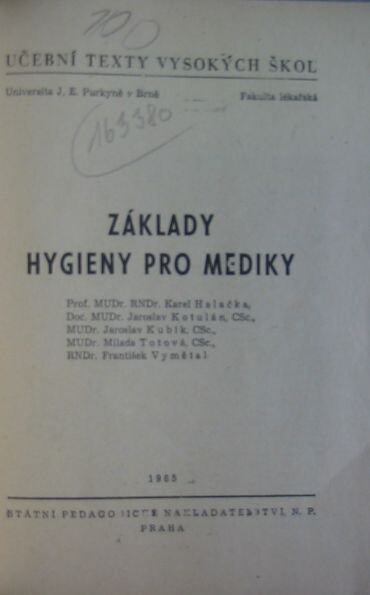 100
UČEBNÍ TEXTY VYSOKÝCH ŠKOL
Universita J. E. Purkyně v Brně Fakulta lékařská
163380
ZÁKLADY
HYGIENY PRO MEDIKY
Prof. MUDr. RNDr. Karel Halačka,
Doc. MUDr. Jaroslav Kotulán, CSc.,
MUDr. Jaroslav Kubík, CSc.,
MUDr. Milada Totová, CSc.,
RNDr. František Vymětal
1965
STÁTNÍ PEDAGOGICKÉ NAKLADATELSTVÍ, N. P.
PRAHA